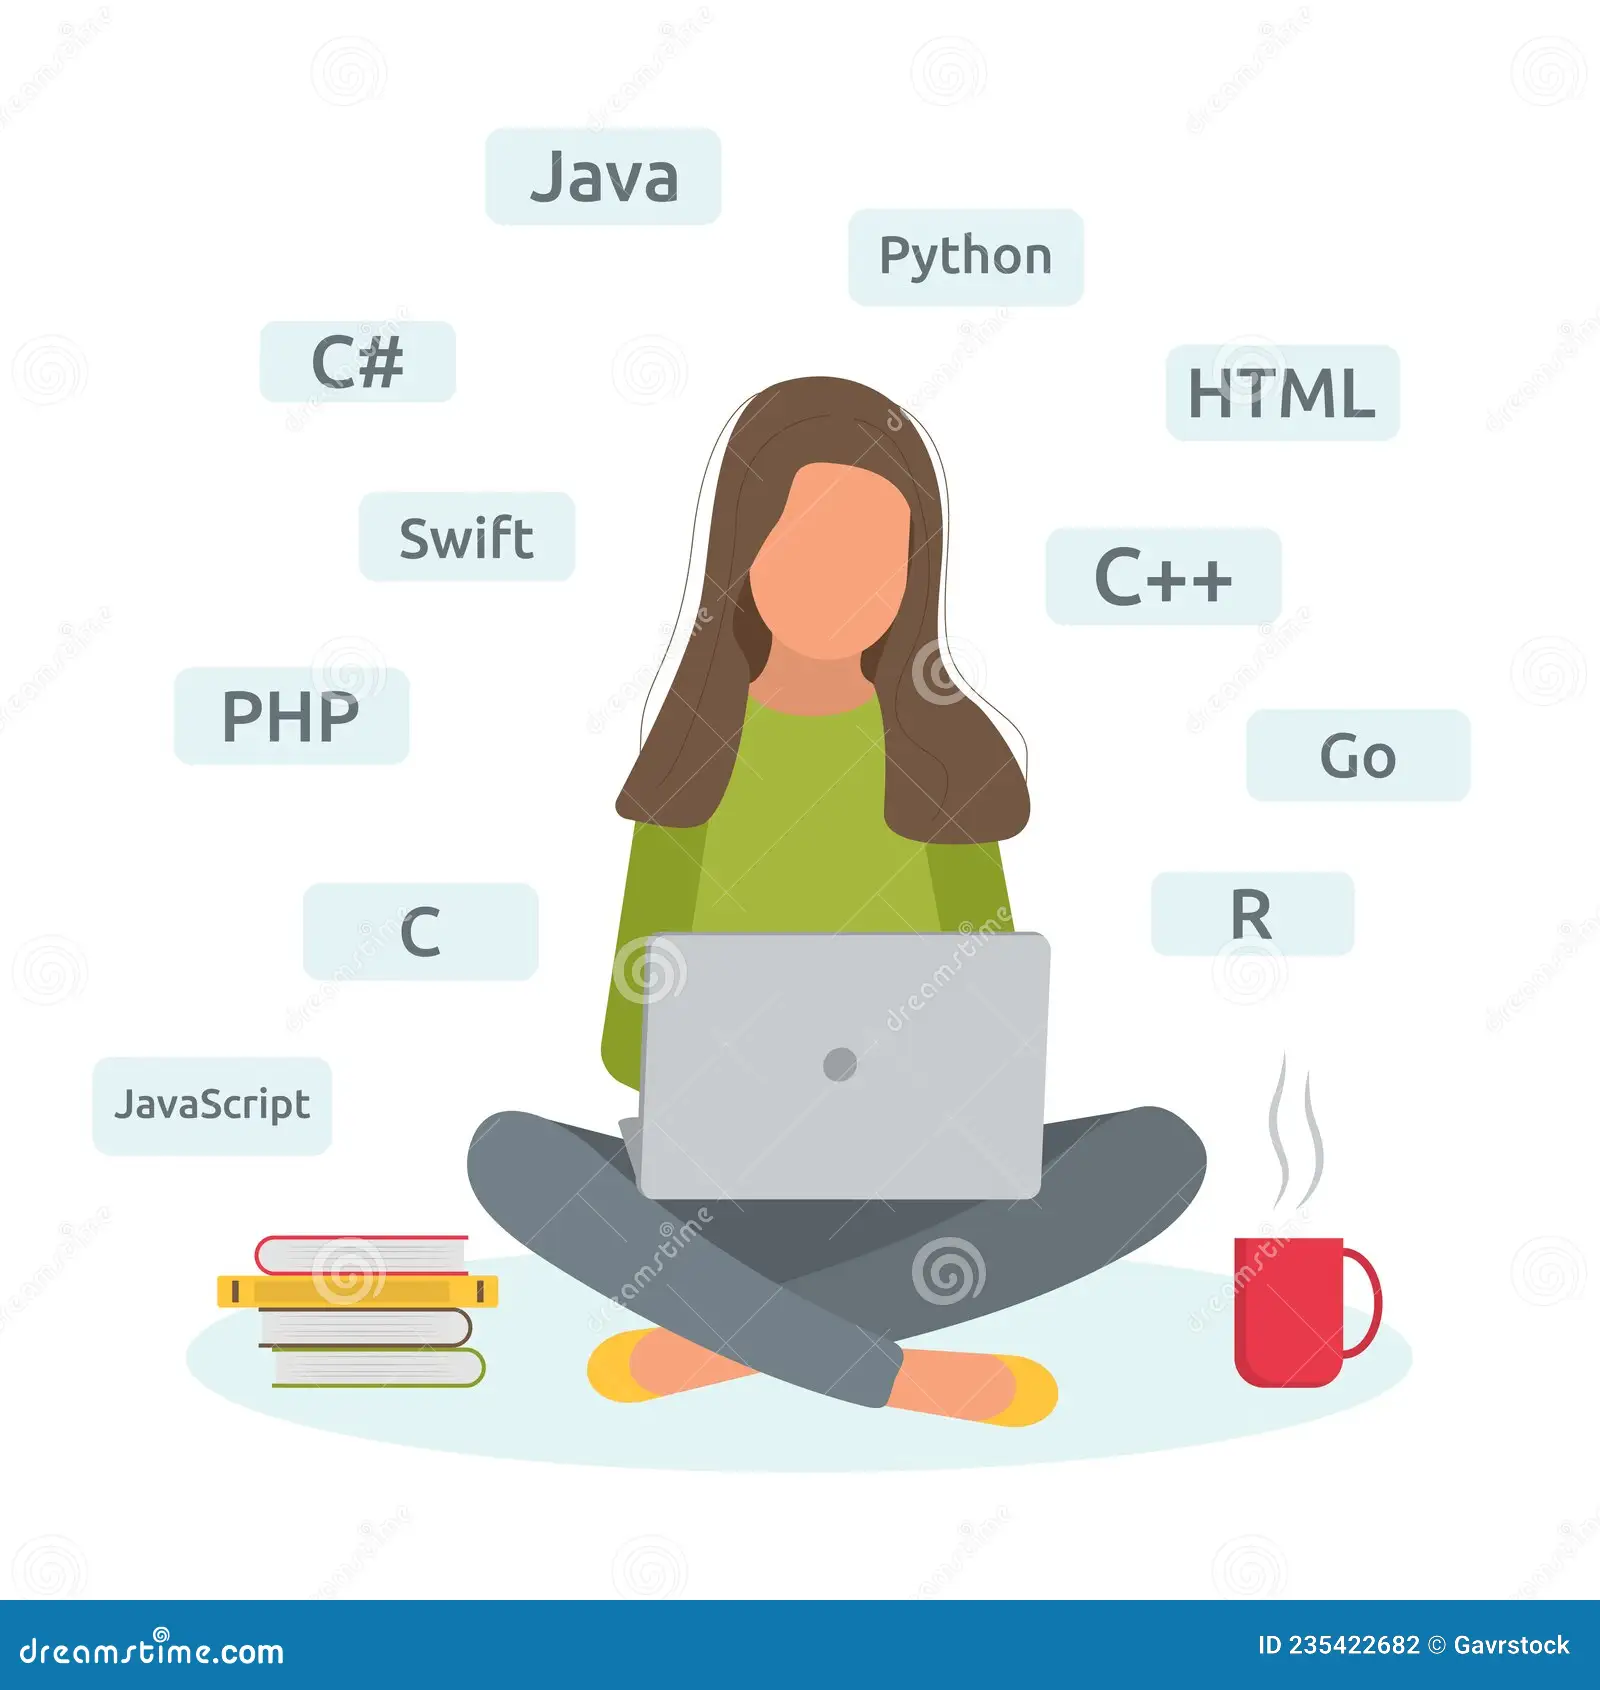 Java
Python
C#
HTML
Swift
C++
PHP
Go
C
R
JavaScript
dreamstime.com
ID 235422682 © Gavrstock